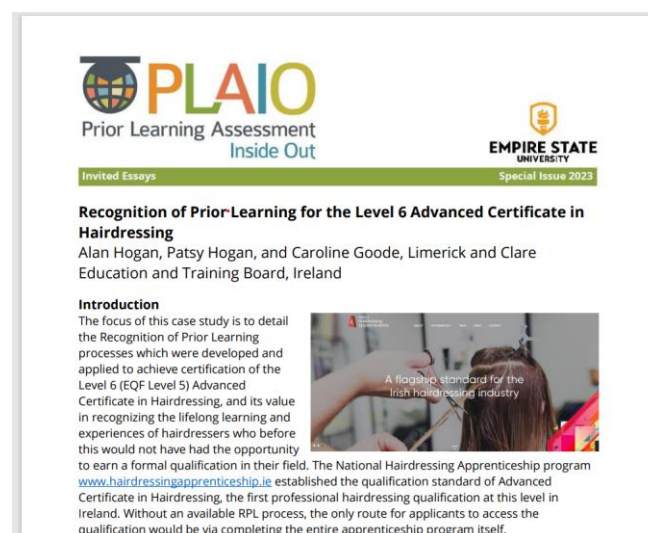 PLAIO
Prior Learning Assessment
Inside Out
EMPIRE STATE
UNIVERSITY
Invited Essays
Special Issue 2023
Recognition of Prior Learning for the Level 6 Advanced Certificate in
Hairdressing
Alan Hogan, Patsy Hogan, and Caroline Goode, Limerick and Clare
Education and Training Board, Ireland
Introduction
The focus of this case study is to detail
the Recognition of Prior Learning
processes which were developed and
applied to achieve certification of the
Level 6 (EQF Level 5) Advanced
Certificate in Hairdressing, and its value
in recognizing the lifelong learning and
experiences of hairdressers who before
this would not have had the opportunity
A flagship standard for the
Irish hairdressing industry
to earn a formal qualification in their field. The National Hairdressing Apprenticeship program
www.hairdressingapprenticeship.ie established the qualification standard of Advanced
Certificate in Hairdressing, the first professional hairdressing qualification at this level in
Ireland. Without an available RPL process, the only route for applicants to access the
qualification would be via completing the entire apprenticeship program itself.